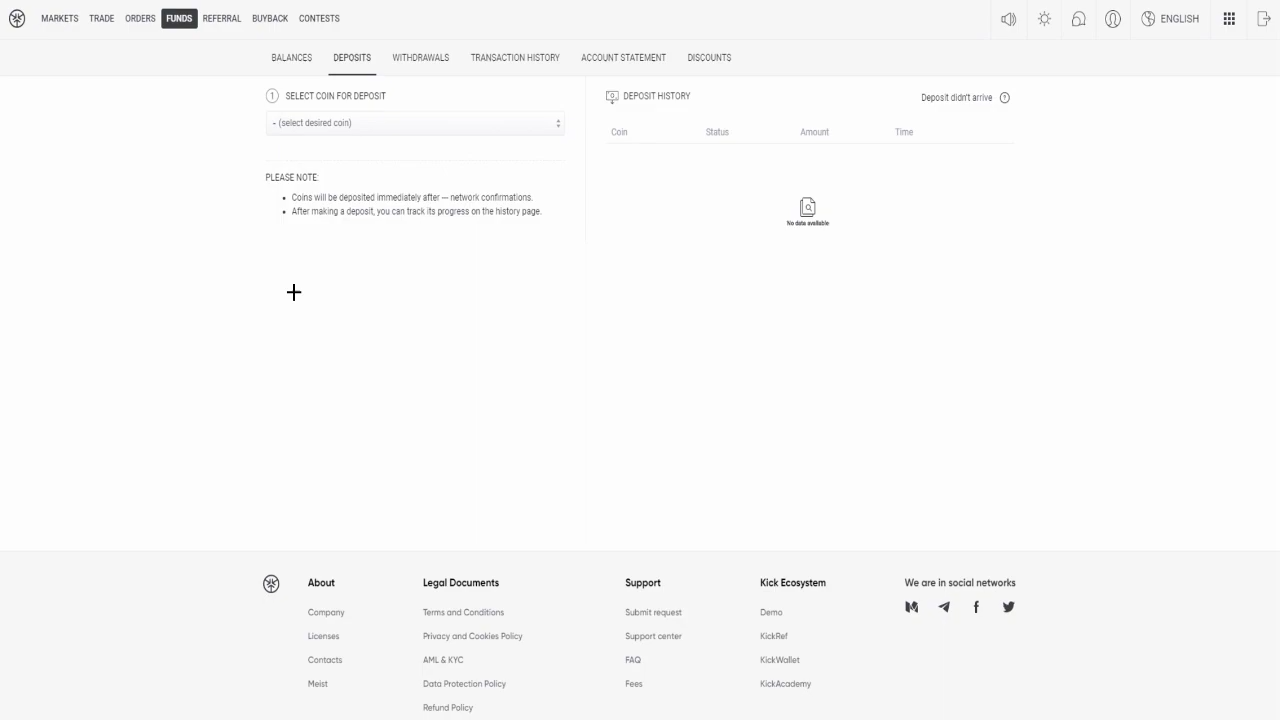 MARKETS TRADE ORDERS FUNDS REFERRAL BUYBACK CONTESTS ENGLISH
BALANCES DEPOSITS WITHDRAWALS TRANSACTION HISTORY ACCOUNT STATEMENT DISCOUNTS
1 SELECT COIN FOR DEPOSIT
- (select desired coin)
PLEASE NOTE:
• Coins will be deposited immediately after — network confirmations.
• After making a deposit, you can track its progress on the history page.
DEPOSIT HISTORY Deposit didn't arrive ?
Coin Status Amount Time
No data available
About
Company
Licenses
Contacts
Meist
Legal Documents
Terms and Conditions
Privacy and Cookies Policy
AML & KYC
Data Protection Policy
Refund Policy
Support
Submit request
Support center
FAQ
Fees
Kick Ecosystem
Demo
KickRef
KickWallet
KickAcademy
We are in social networks